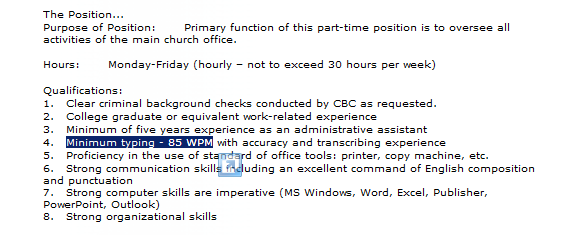 The Position...
Purpose of Position: Primary function of this part-time position is to oversee all
activities of the main church office.
Hours: Monday-Friday (hourly – not to exceed 30 hours per week)
Qualifications:
1. Clear criminal background checks conducted by CBC as requested.
2. College graduate or equivalent work-related experience
3. Minimum of five years experience as an administrative assistant
4. Minimum typing - 85 WPM with accuracy and transcribing experience
5. Proficiency in the use of standard of office tools: printer, copy machine, etc.
6. Strong communication skills including an excellent command of English composition
and punctuation
7. Strong computer skills are imperative (MS Windows, Word, Excel, Publisher,
PowerPoint, Outlook)
8. Strong organizational skills